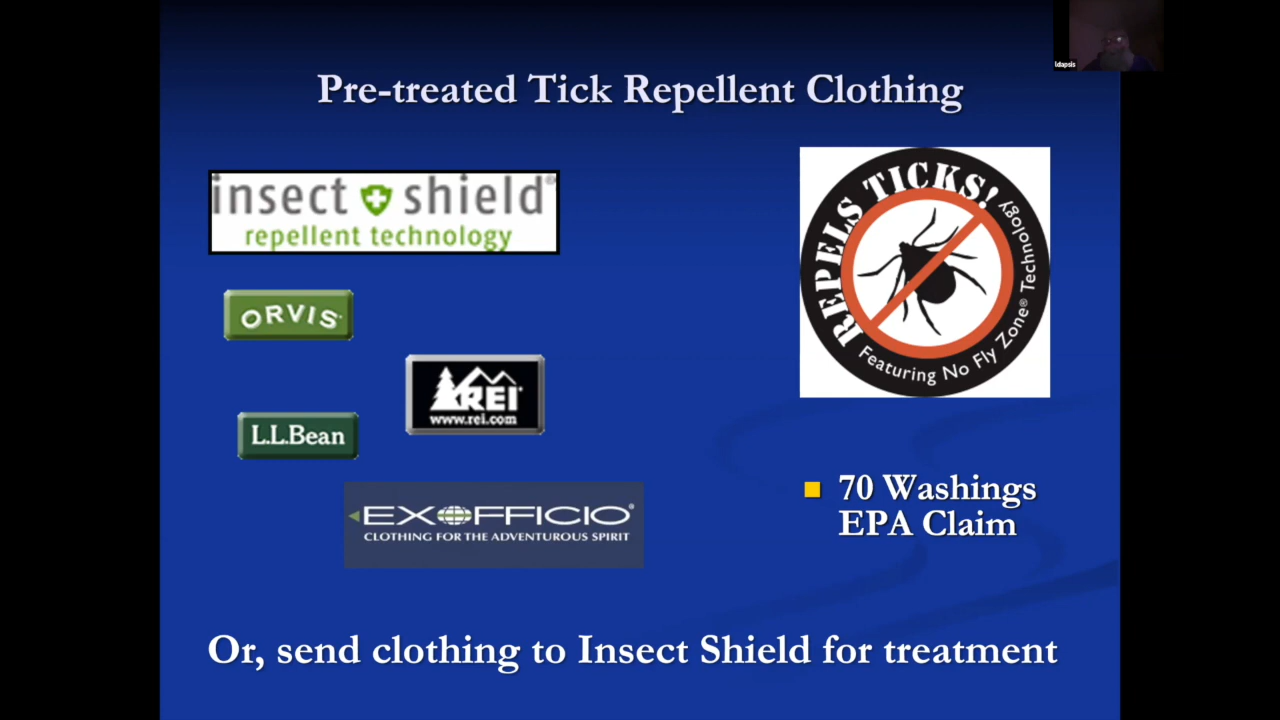 ldapsis
Pre-treated Tick Repellent Clothing
insect shield®
repellent technology
REPELS TICKS!
Featuring No Fly Zone® Technology
ORVIS
REI
www.rei.com
L.L.Bean
EXOFFICIO®
CLOTHING FOR THE ADVENTUROUS SPIRIT
70 Washings
EPA Claim
Or, send clothing to Insect Shield for treatment